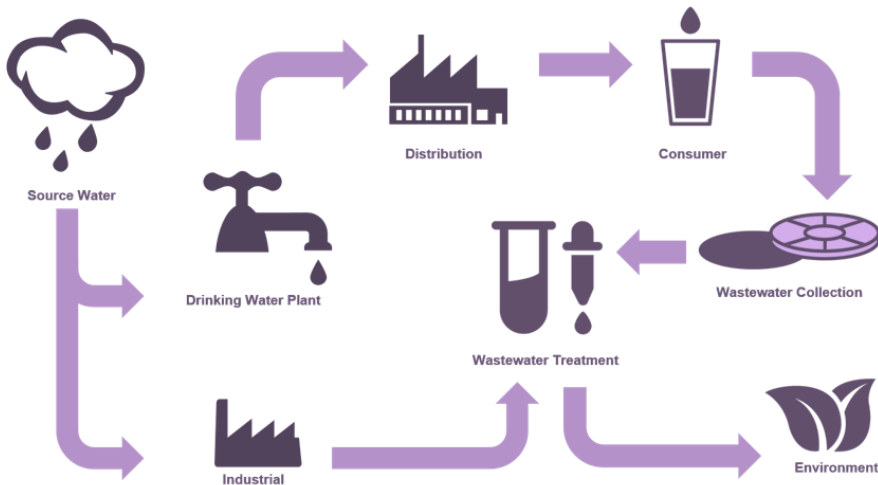 Source Water
Drinking Water Plant
Distribution
Consumer
Wastewater Collection
Wastewater Treatment
Industrial
Environment